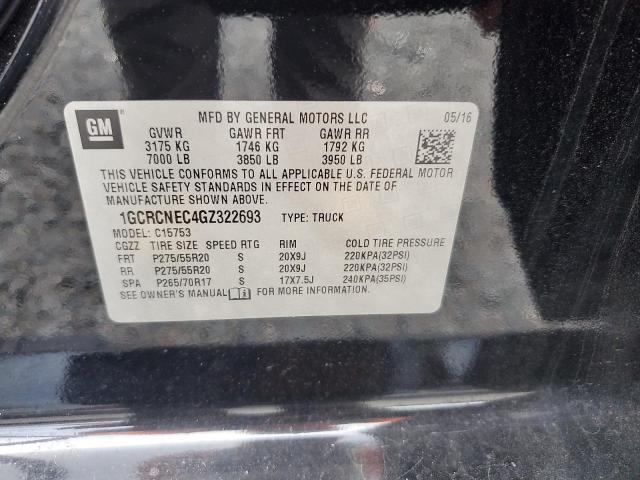 GM
MFD BY GENERAL MOTORS LLC 05/16
GVWR GAWR FRT GAWR RR
3175 KG 1746 KG 1792 KG
7000 LB 3850 LB 3950 LB
THIS VEHICLE CONFORMS TO ALL APPLICABLE U.S. FEDERAL MOTOR
VEHICLE SAFETY STANDARDS IN EFFECT ON THE DATE OF
MANUFACTURE SHOWN ABOVE.
1GCRCNEC4GZ322693 TYPE: TRUCK
MODEL: C15753
CGZZ TIRE SIZE SPEED RTG RIM COLD TIRE PRESSURE
FRT P275/55R20 S 20X9J 220KPA(32PSI)
RR P275/55R20 S 20X9J 220KPA(32PSI)
SPA P265/70R17 S 17X7.5J 240KPA(35PSI)
SEE OWNER'S MANUAL FOR MORE INFORMATION.